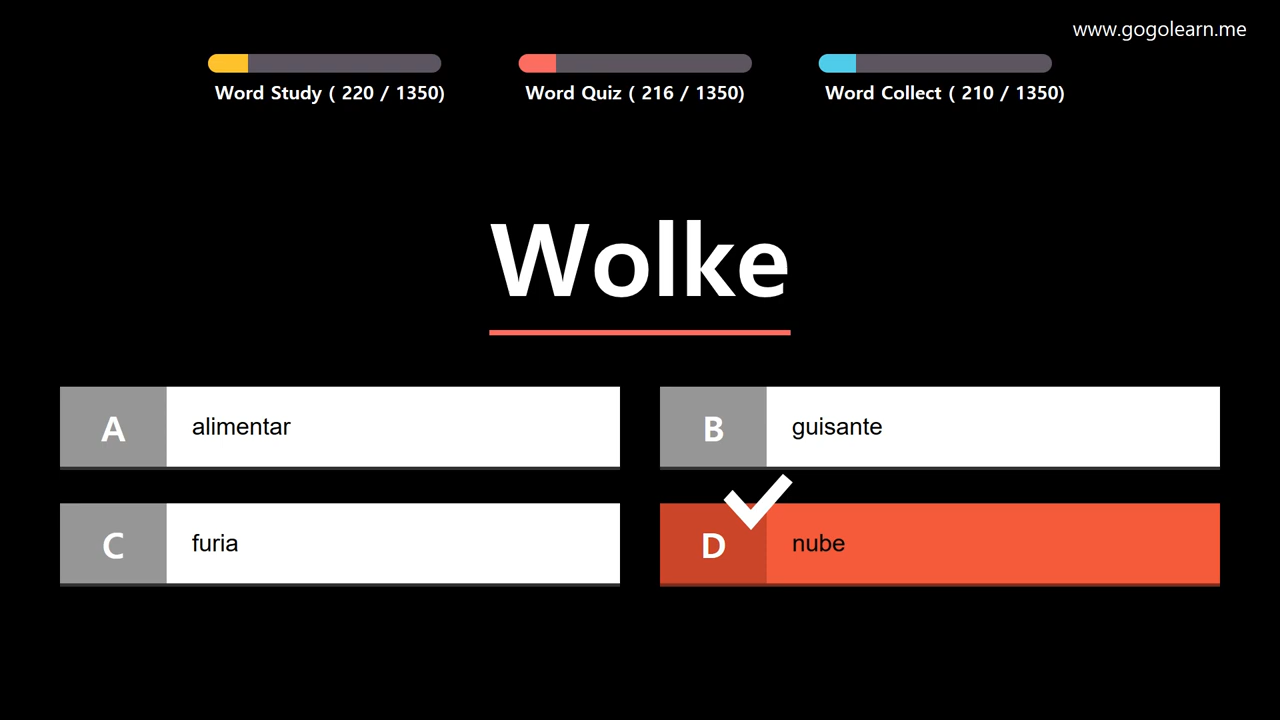 www.gogolearn.me
Word Study ( 220 / 1350)
Word Quiz ( 216 / 1350)
Word Collect ( 210 / 1350)
Wolke
A alimentar
B guisante
C furia
D nube